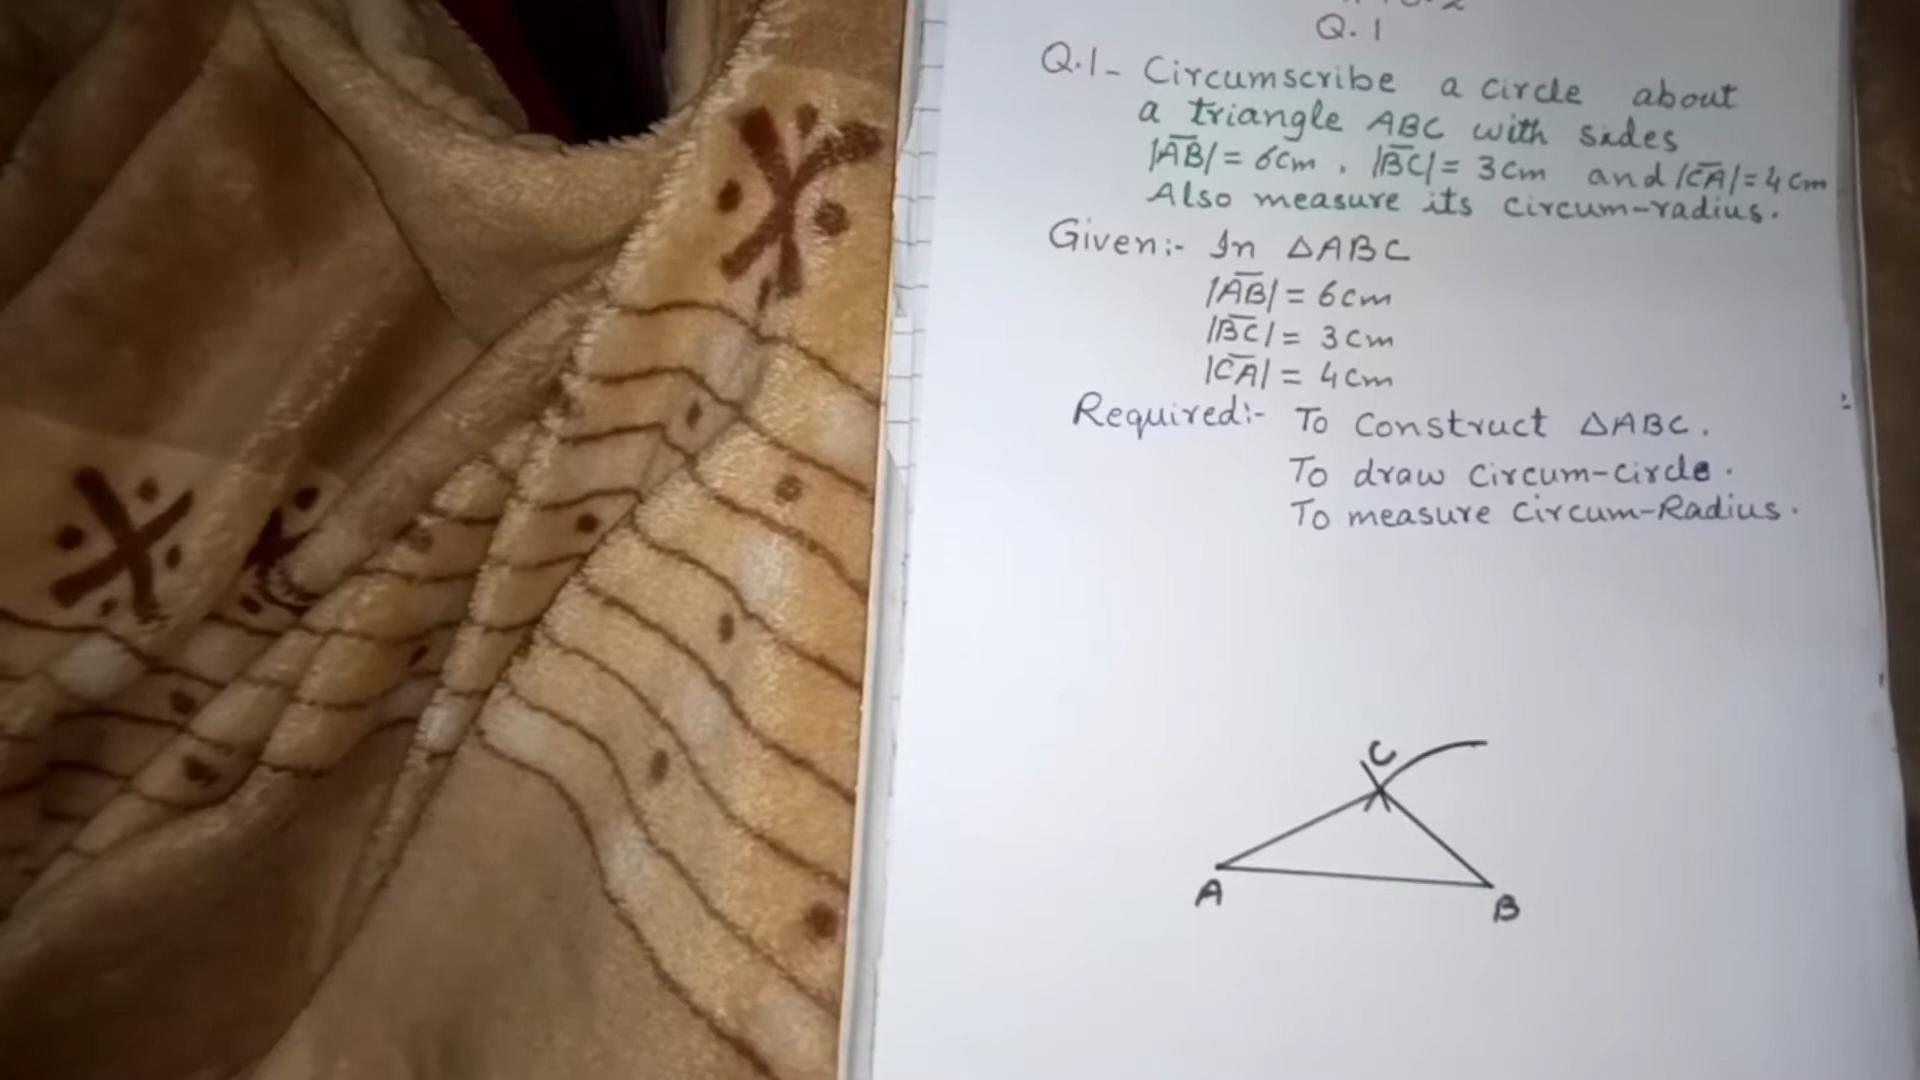 Q.1
Q.1- Circumscribe a circle about
a triangle ABC with sides
|AB| = 6cm , |BC| = 3cm and |CA| = 4cm
Also measure its circum-radius.
Given:- In △ABC
|AB| = 6cm
|BC| = 3cm
|CA| = 4cm
Required:- To Construct △ABC.
To draw circum-circle.
To measure circum-Radius.
C
A
B